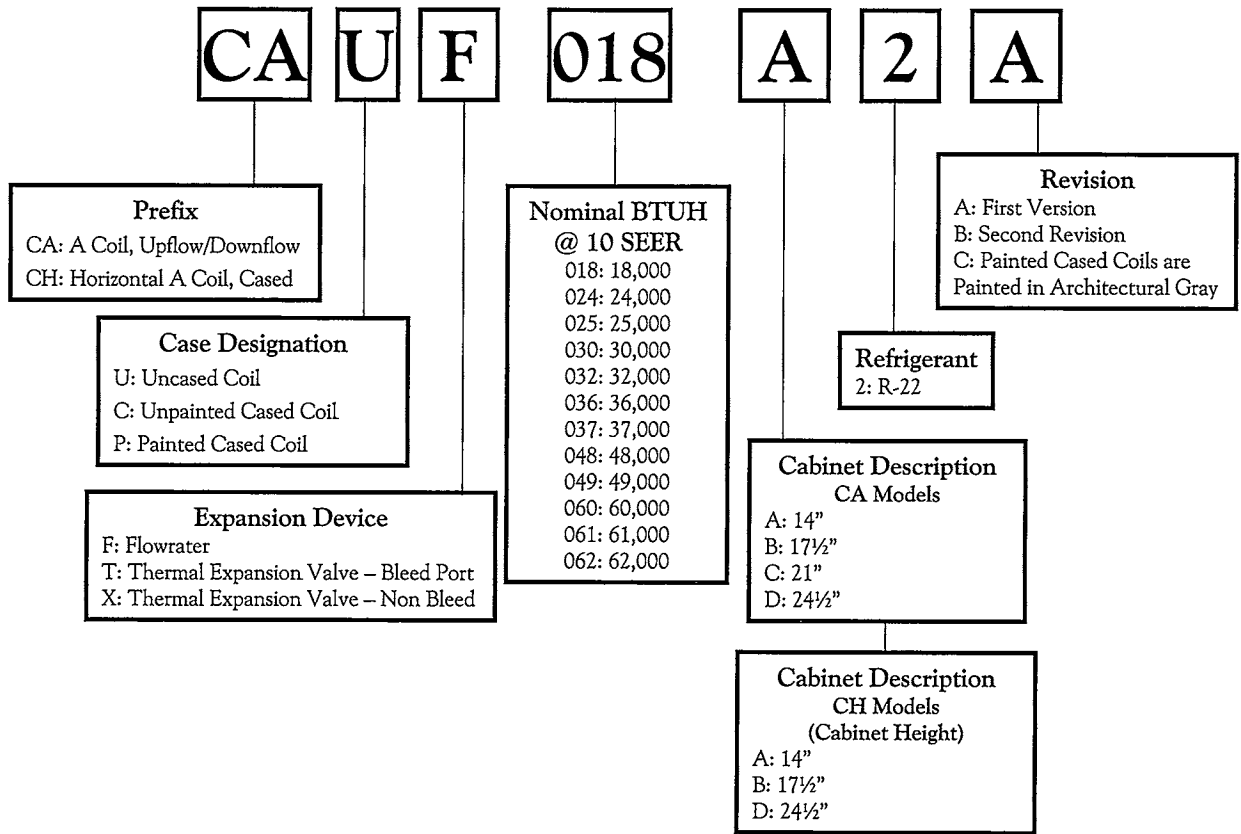 CA U F 018 A 2 A
Prefix
CA: A Coil, Upflow/Downflow
CH: Horizontal A Coil, Cased
Case Designation
U: Uncased Coil
C: Unpainted Cased Coil
P: Painted Cased Coil
Expansion Device
F: Flowrater
T: Thermal Expansion Valve – Bleed Port
X: Thermal Expansion Valve – Non Bleed
Nominal BTUH
@ 10 SEER
018: 18,000
024: 24,000
025: 25,000
030: 30,000
032: 32,000
036: 36,000
037: 37,000
048: 48,000
049: 49,000
060: 60,000
061: 61,000
062: 62,000
Cabinet Description
CA Models
A: 14”
B: 17½”
C: 21”
D: 24½”
Cabinet Description
CH Models
(Cabinet Height)
A: 14”
B: 17½”
D: 24½”
Refrigerant
2: R-22
Revision
A: First Version
B: Second Revision
C: Painted Cased Coils are
Painted in Architectural Gray